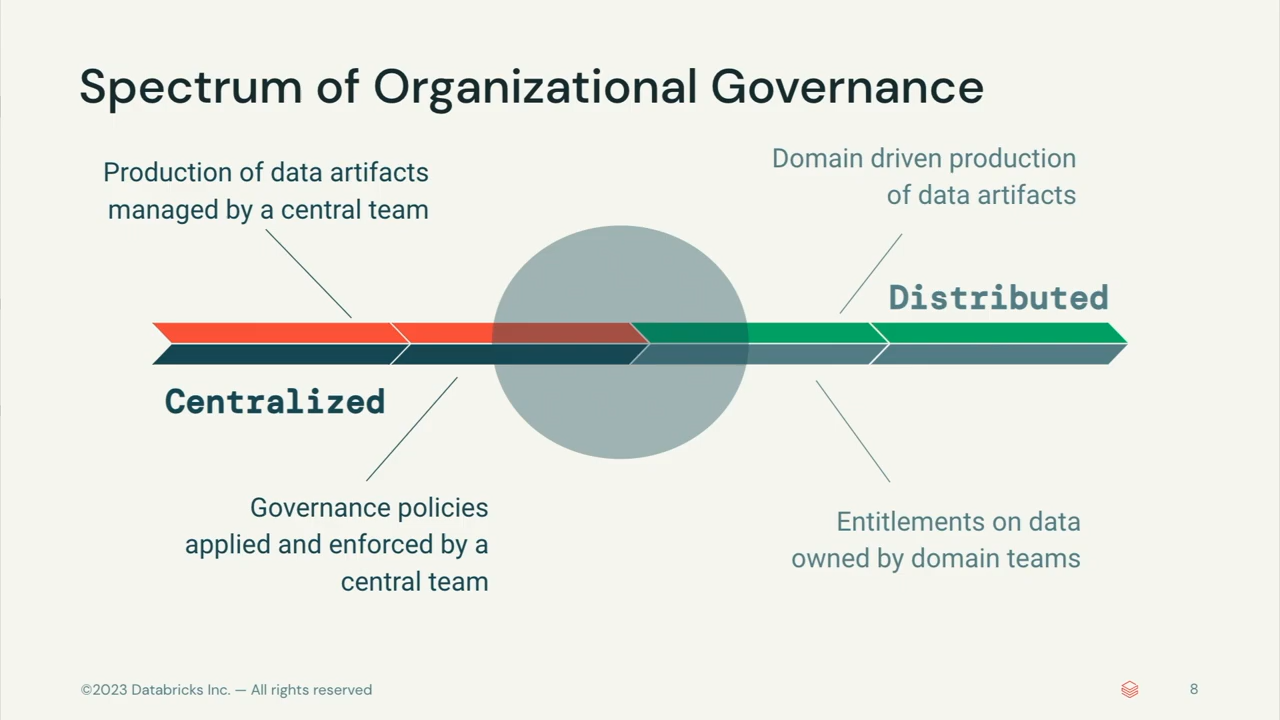 Spectrum of Organizational Governance
Production of data artifacts
managed by a central team
Domain driven production
of data artifacts
Distributed
Centralized
Governance policies
applied and enforced by a
central team
Entitlements on data
owned by domain teams
©2023 Databricks Inc. — All rights reserved
8